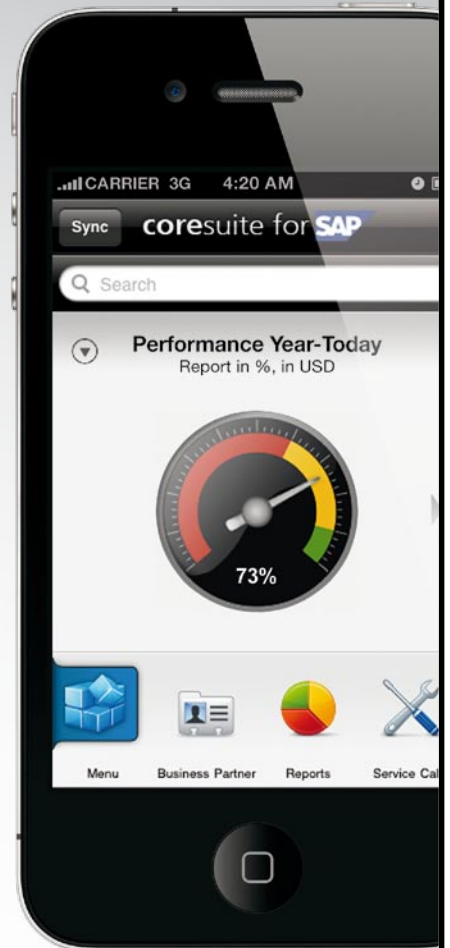 CARRIER 3G 4:20 AM
Sync coresuite for SAP
Search
Performance Year-Today
Report in %, in USD
73%
Menu Business Partner Reports Service Cal